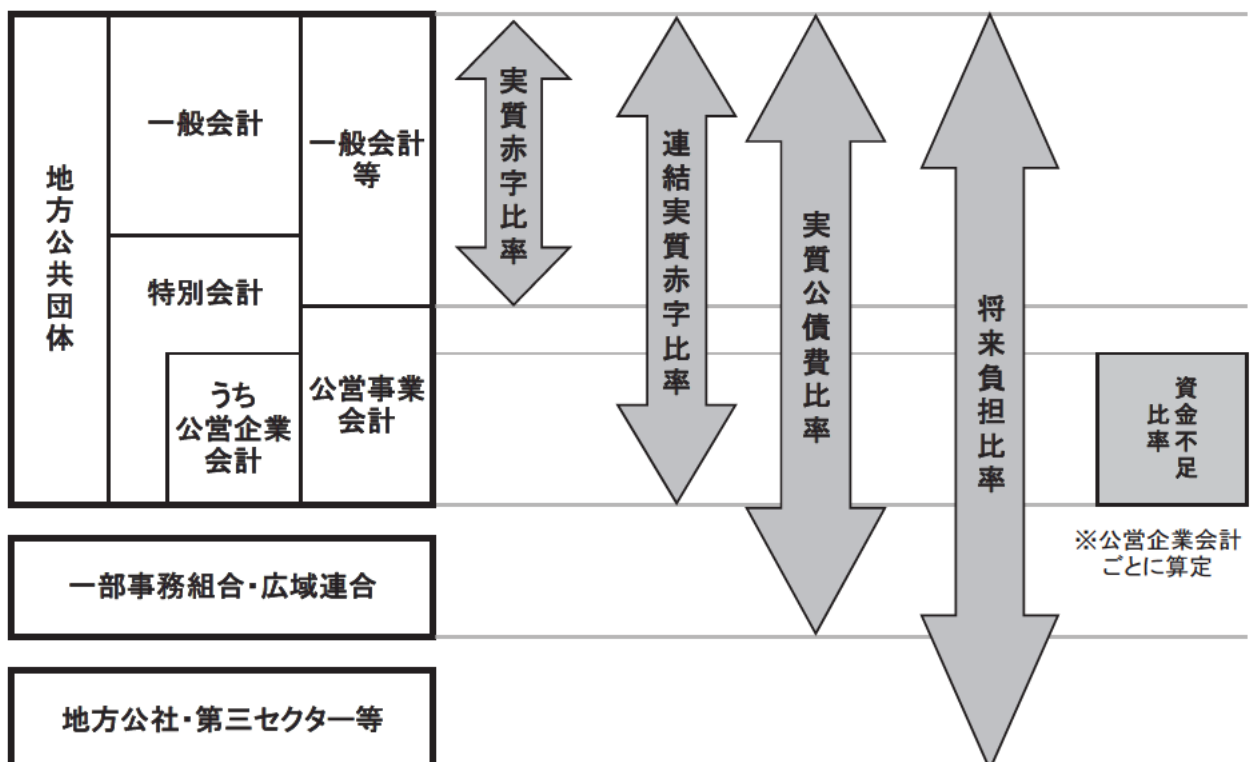 地方公共団体
一般会計
特別会計
うち
公営企業
会計
一般会計
等
公営事業
会計
実質赤字比率
連結実質赤字比率
実質公債費比率
将来負担比率
資金不足
比率
※公営企業会計
ごとに算定
一部事務組合・広域連合
地方公社・第三セクター等